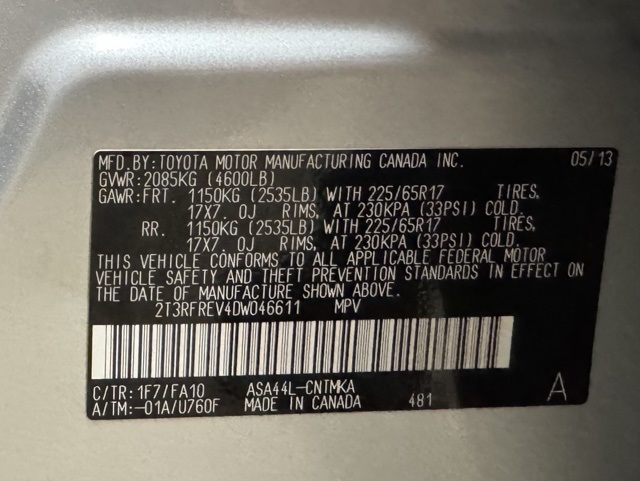 MFD.BY:TOYOTA MOTOR MANUFACTURING CANADA INC. 05/13
GVWR:2085KG (4600LB)
GAWR:FRT. 1150KG (2535LB) WITH 225/65R17 TIRES,
17X7. 0J RIMS, AT 230KPA (33PSI) COLD.
RR. 1150KG (2535LB) WITH 225/65R17 TIRES,
17X7. 0J RIMS, AT 230KPA (33PSI) COLD.
THIS VEHICLE CONFORMS TO ALL APPLICABLE FEDERAL MOTOR
VEHICLE SAFETY AND THEFT PREVENTION STANDARDS IN EFFECT ON
THE DATE OF MANUFACTURE SHOWN ABOVE.
2T3RFREV4DW046611 MPV
C/TR:1F7/FA10 ASA44L-CNTMKA
A/TM:-01A/U760F MADE IN CANADA 481 A